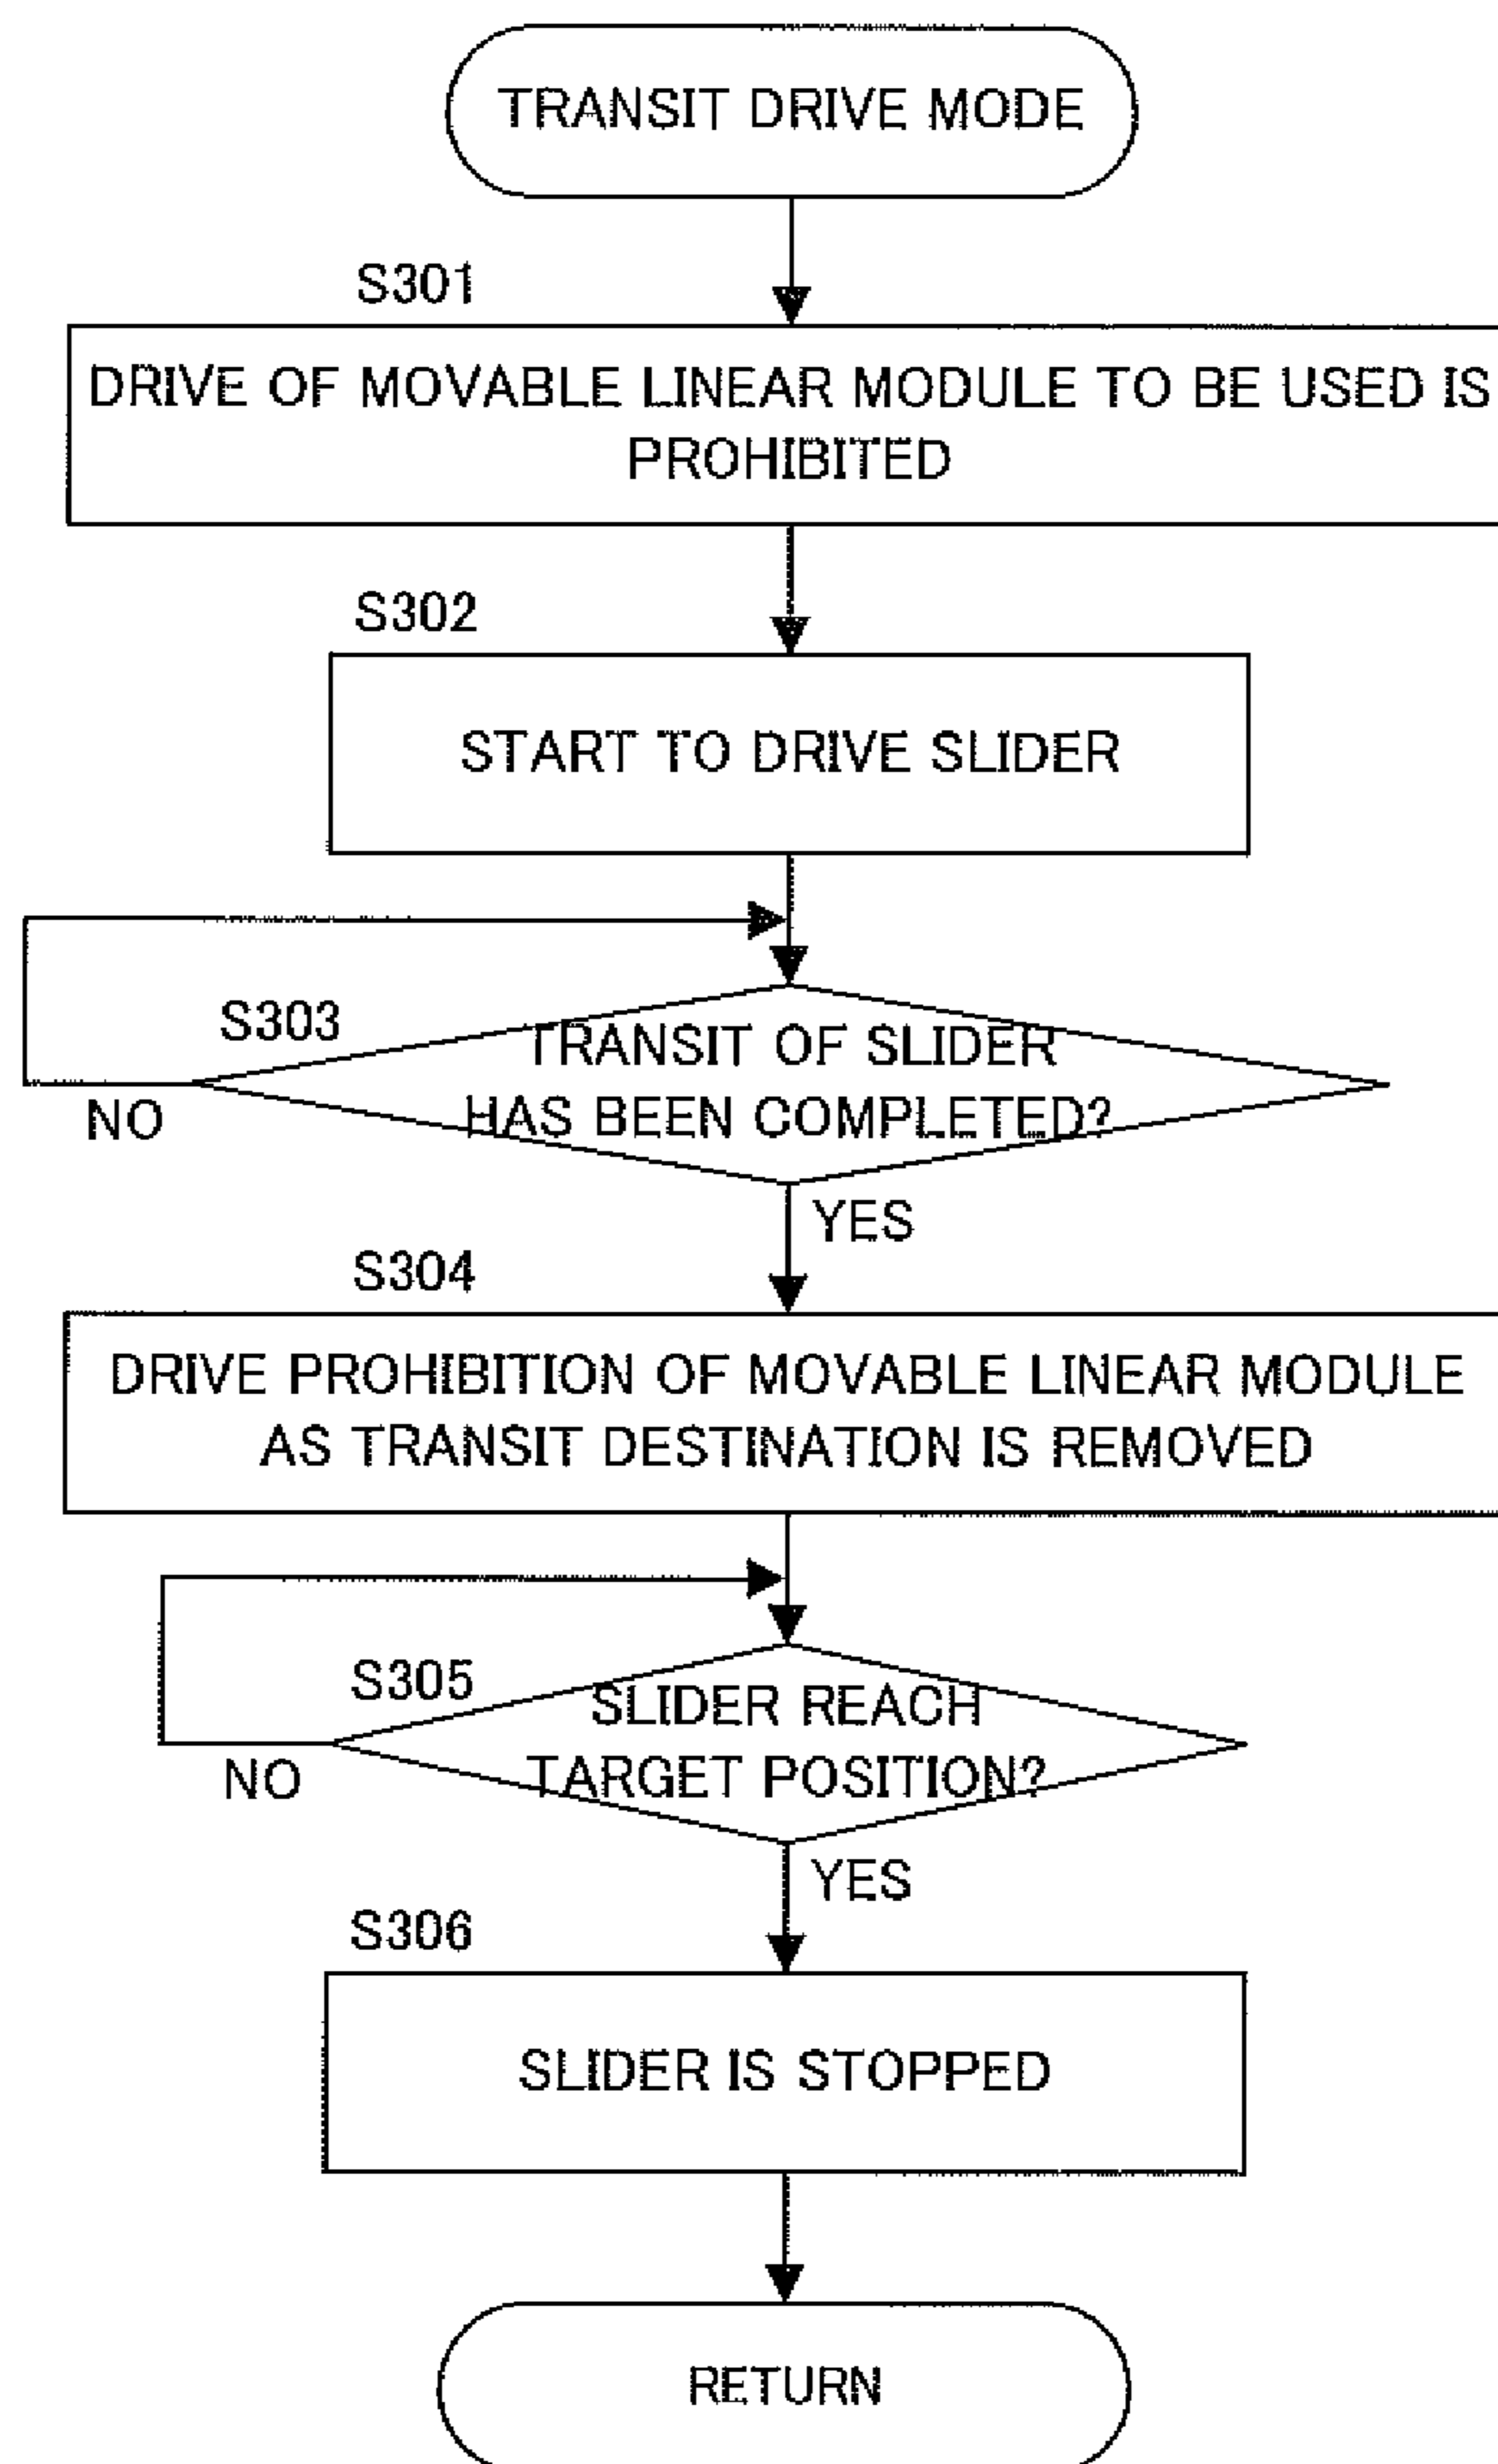 TRANSIT DRIVE MODE
S301
DRIVE OF MOVABLE LINEAR MODULE TO BE USED IS
PROHIBITED
S302
START TO DRIVE SLIDER
S303
TRANSIT OF SLIDER
HAS BEEN COMPLETED?
NO
YES
S304
DRIVE PROHIBITION OF MOVABLE LINEAR MODULE
AS TRANSIT DESTINATION IS REMOVED
S305
SLIDER REACH
TARGET POSITION?
NO
YES
S306
SLIDER IS STOPPED
RETURN